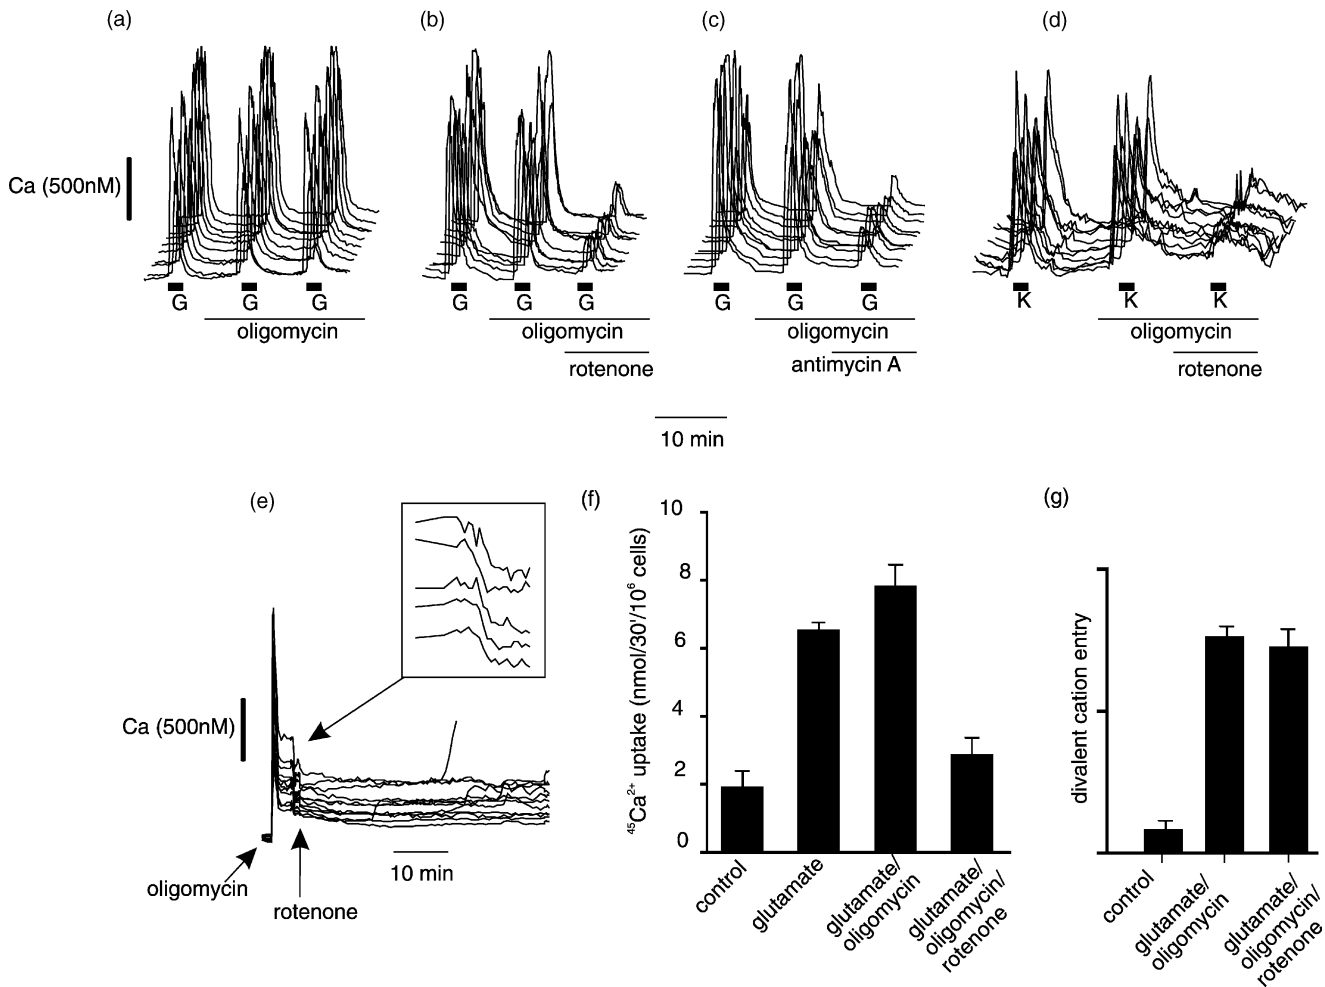 (a)
(b)
(c)
(d)
Ca (500nM)
G G G
G G G
G G G
K K K
oligomycin
oligomycin
oligomycin
oligomycin
rotenone
antimycin A
rotenone
10 min
(e)
Ca (500nM)
10 min
oligomycin
rotenone
(f)
⁴⁵Ca²⁺ uptake (nmol/30'/10⁶ cells)
10
8
6
4
2
0
control
glutamate
glutamate/
oligomycin
glutamate/
oligomycin/
rotenone
(g)
divalent cation entry
control
glutamate/
oligomycin
glutamate/
oligomycin/
rotenone